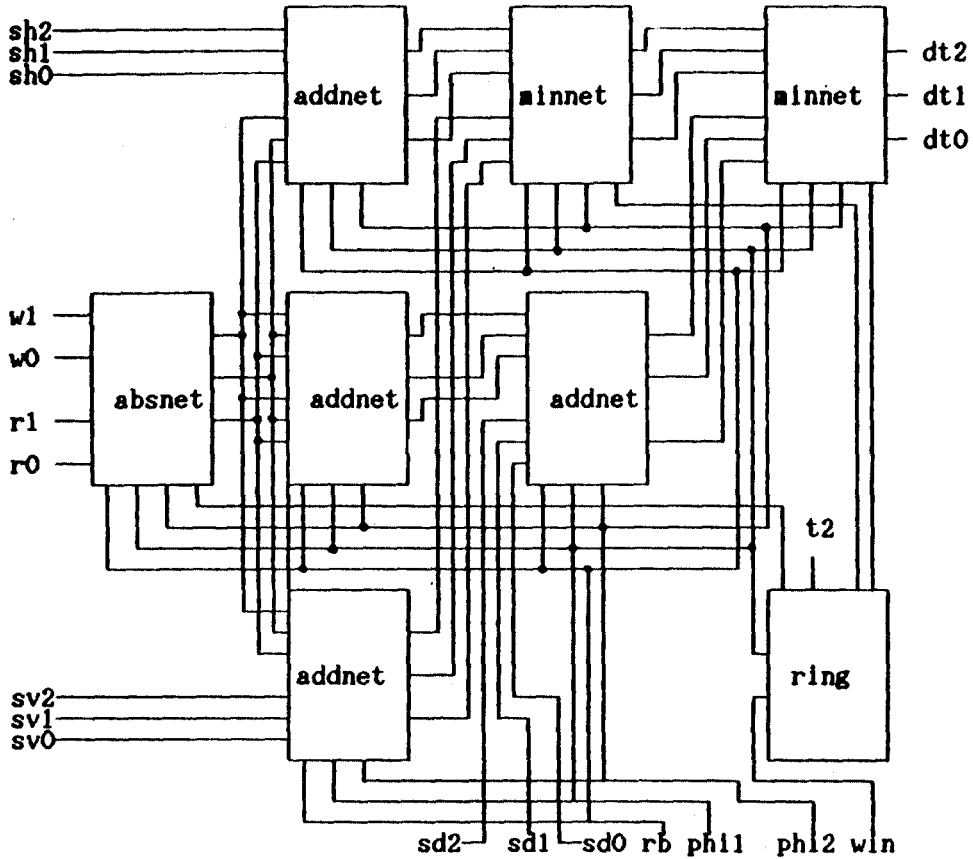 sh2
sh1
sh0
addnet
minnet
minnet
dt2
dt1
dt0
w1
w0
r1
r0
absnet
addnet
addnet
t2
addnet
ring
sv2
sv1
sv0
sd2 sd1 sd0 rb phi1 phi2 win